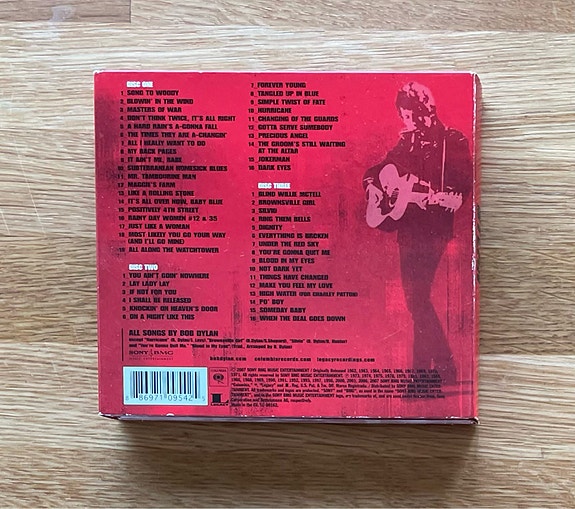 DISC ONE
1 SONG TO WOODY
2 BLOWIN' IN THE WIND
3 MASTERS OF WAR
4 DON'T THINK TWICE, IT'S ALL RIGHT
5 A HARD RAIN'S A-GONNA FALL
6 THE TIMES THEY ARE A-CHANGIN'
7 ALL I REALLY WANT TO DO
8 MY BACK PAGES
9 IT AIN'T ME, BABE
10 SUBTERRANEAN HOMESICK BLUES
11 MR. TAMBOURINE MAN
12 MAGGIE'S FARM
13 LIKE A ROLLING STONE
14 IT'S ALL OVER NOW, BABY BLUE
15 POSITIVELY 4TH STREET
16 RAINY DAY WOMEN #12 & 35
17 JUST LIKE A WOMAN
18 MOST LIKELY YOU GO YOUR WAY
(AND I'LL GO MINE)
19 ALL ALONG THE WATCHTOWER
DISC TWO
1 YOU AIN'T GOIN' NOWHERE
2 LAY LADY LAY
3 IF NOT FOR YOU
4 I SHALL BE RELEASED
5 KNOCKIN' ON HEAVEN'S DOOR
6 ON A NIGHT LIKE THIS
7 FOREVER YOUNG
8 TANGLED UP IN BLUE
9 SIMPLE TWIST OF FATE
10 HURRICANE
11 CHANGING OF THE GUARDS
12 GOTTA SERVE SOMEBODY
13 PRECIOUS ANGEL
14 THE GROOM'S STILL WAITING
AT THE ALTAR
15 JOKERMAN
16 DARK EYES
DISC THREE
1 BLIND WILLIE MCTELL
2 BROWNSVILLE GIRL
3 SILVIO
4 RING THEM BELLS
5 DIGNITY
6 EVERYTHING IS BROKEN
7 UNDER THE RED SKY
8 YOU'RE GONNA QUIT ME
9 BLOOD IN MY EYES
10 NOT DARK YET
11 THINGS HAVE CHANGED
12 MAKE YOU FEEL MY LOVE
13 HIGH WATER (FOR CHARLEY PATTON)
14 PO' BOY
15 SOMEDAY BABY
16 WHEN THE DEAL GOES DOWN
ALL SONGS BY BOB DYLAN
SONY BMG
MUSIC ENTERTAINMENT
bobdylan.com columbiarecords.com legacyrecordings.com
8 86971 09542 5
LEGACY